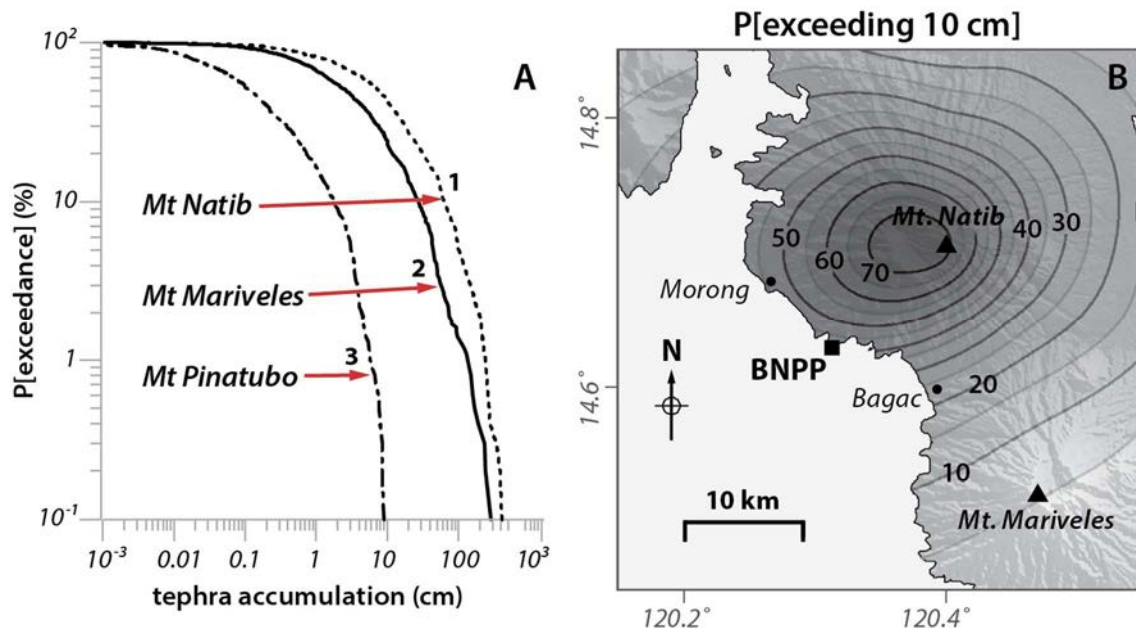 A
P[exceedance] (%)
10²
10
1
10⁻¹
Mt Natib
1
Mt Mariveles
2
Mt Pinatubo
3
10⁻³
0.01
0.1
1
10
100
10³
tephra accumulation (cm)
P[exceeding 10 cm]
B
14.8°
14.6°
Mt. Natib
50
60
70
40
30
Morong
N
BNPP
Bagac
20
10
10 km
Mt. Mariveles
120.2°
120.4°